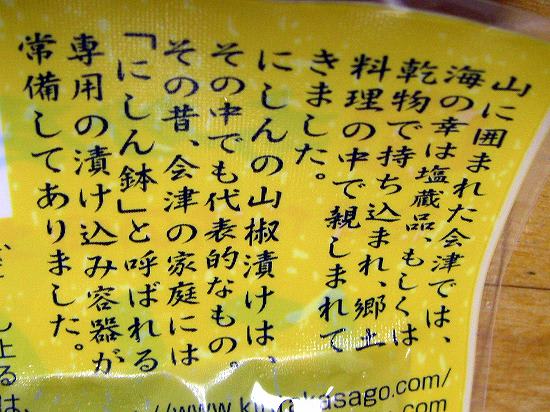 山に囲まれた会津では、
海の幸は塩蔵品、もしくは
乾物で持ち込まれ、郷土
料理の中で親しまれて
きました。
にしんの山椒漬けは、
その中でも代表的なもの。
その昔、会津の家庭には
「にしん鉢」と呼ばれる
専用の漬け込み容器が
常備してありました。